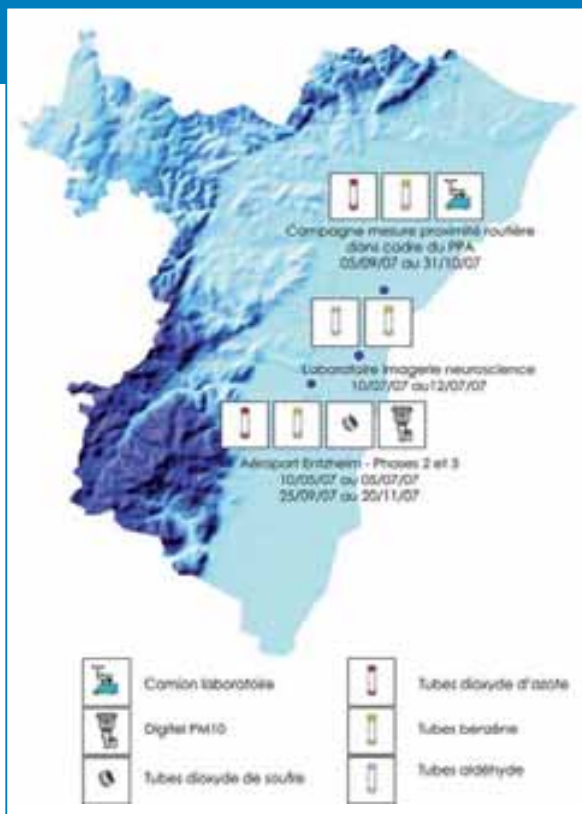 Campagne mesure proximité routière
dans cadre du PPA
05/09/07 au 31/10/07
Laboratoire Imagerie neuroscience
10/07/07 au12/07/07
Aéroport Entzheim - Phases 2 et 3
10/05/07 au 05/07/07
25/09/07 au 20/11/07
Camion laboratoire
Digitel PM10
Tubes dioxyde de soufre
Tubes dioxyde d'azote
Tubes benzène
Tubes aldéhyde